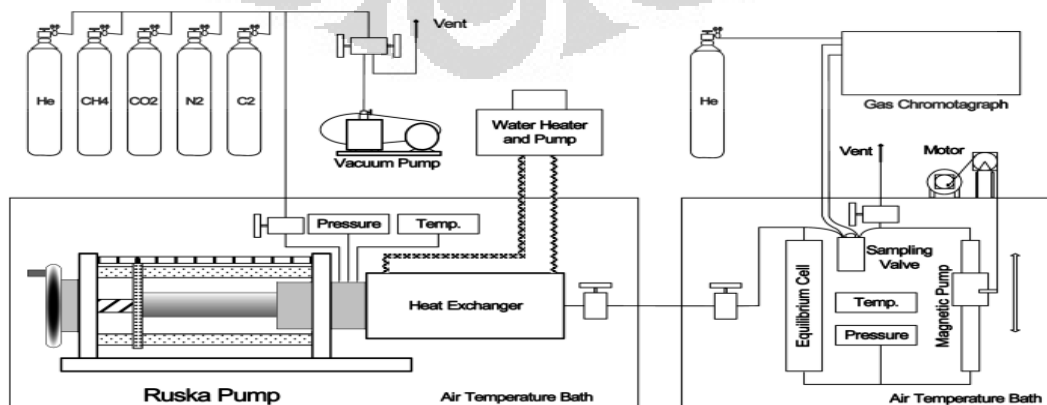 Vent
He
CH4
CO2
N2
C2
Vacuum Pump
Water Heater
and Pump
He
Gas Chromotagraph
Vent
Motor
Pressure
Temp.
Heat Exchanger
Ruska Pump
Air Temperature Bath
Equilibrium Cell
Sampling
Valve
Temp.
Pressure
Magnetic Pump
Air Temperature Bath